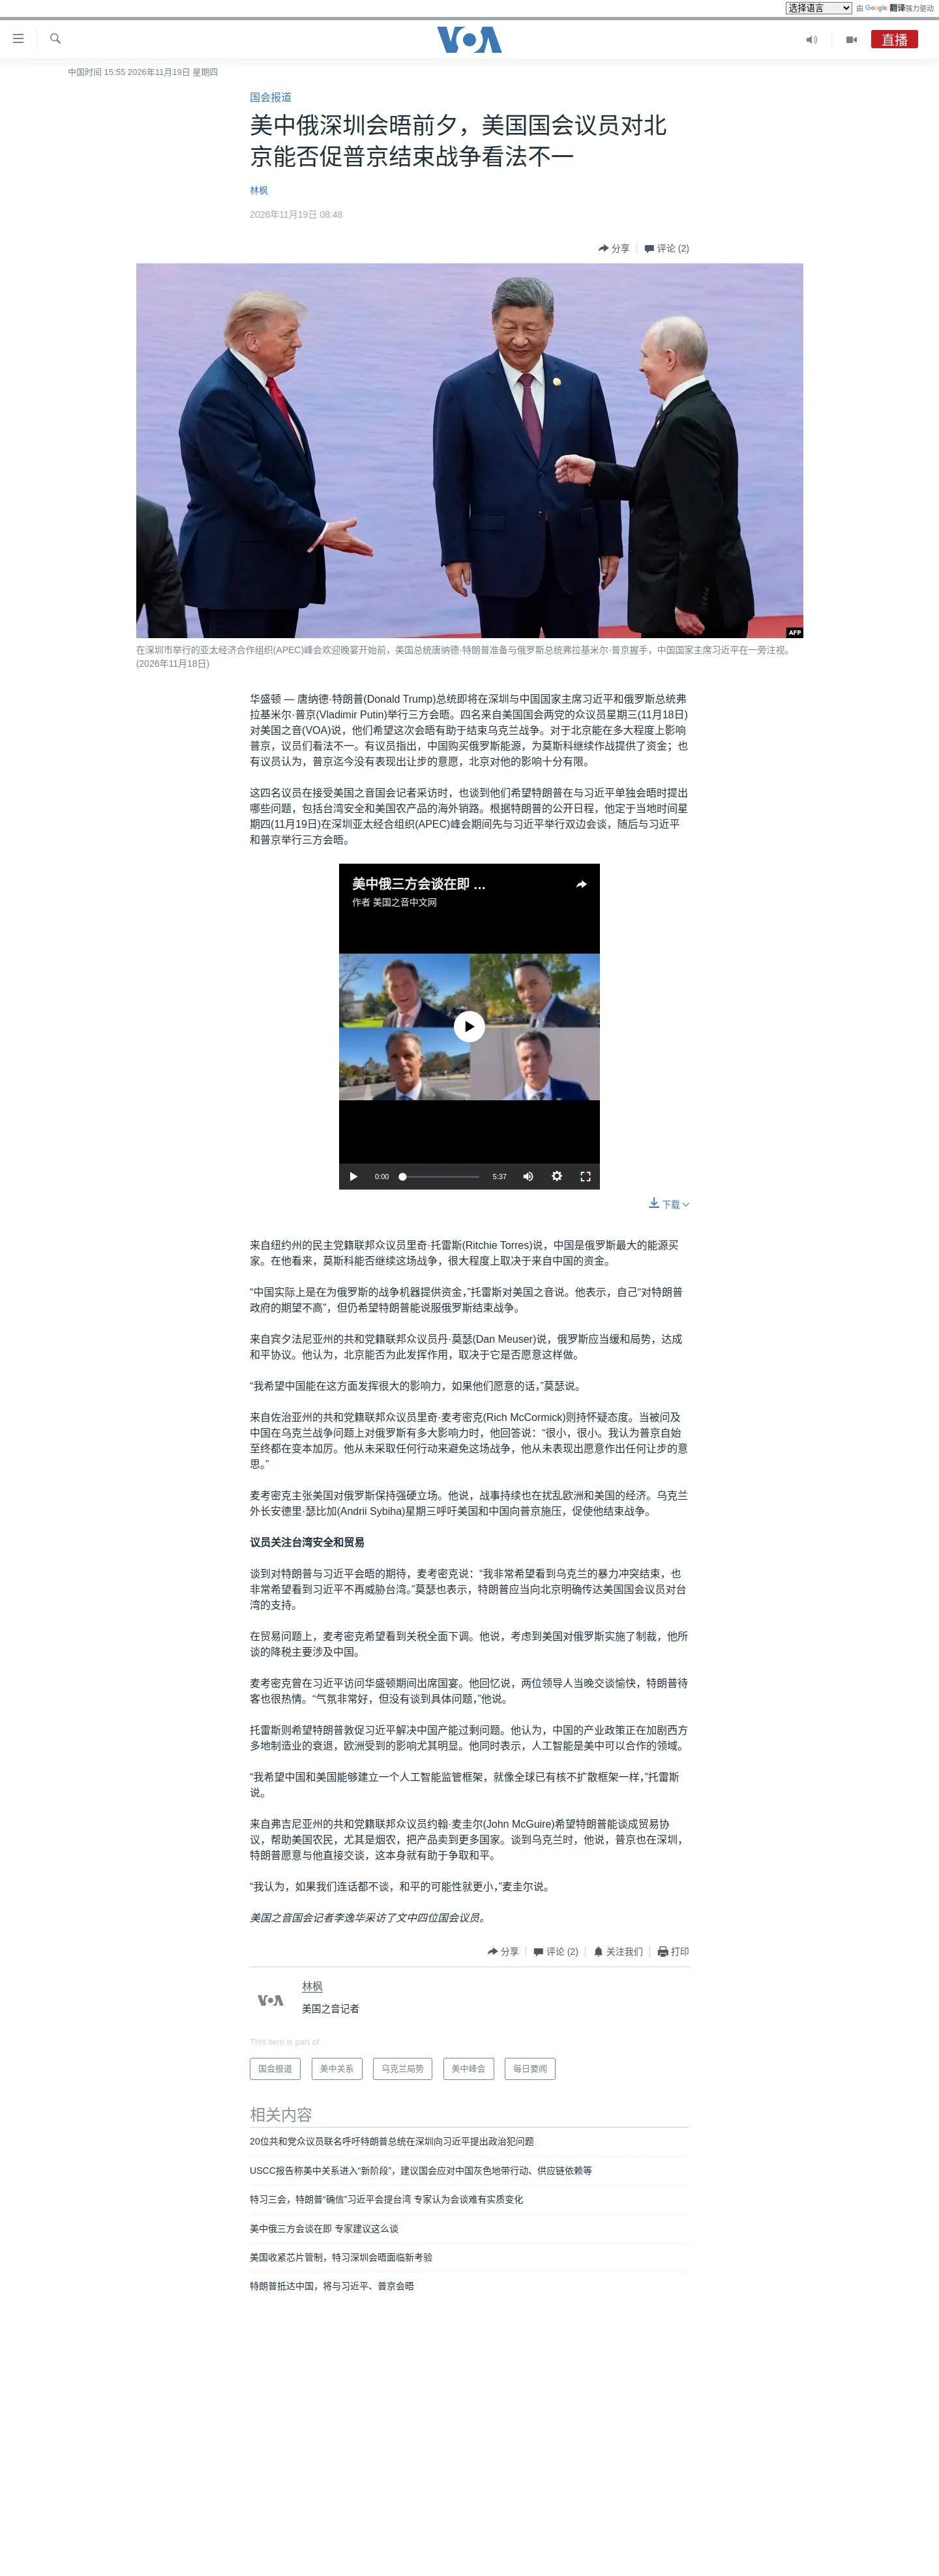 选择语言 由 Google 翻译强力驱动
VOA
直播
中国时间 15:55 2026年11月19日 星期四
国会报道
美中俄深圳会晤前夕，美国国会议员对北
京能否促普京结束战争看法不一
林枫
2026年11月19日 08:48
分享 评论 (2)
AFP
在深圳市举行的亚太经济合作组织(APEC)峰会欢迎晚宴开始前，美国总统唐纳德·特朗普准备与俄罗斯总统弗拉基米尔·普京握手，中国国家主席习近平在一旁注视。
(2026年11月18日)
华盛顿 — 唐纳德·特朗普(Donald Trump)总统即将在深圳与中国国家主席习近平和俄罗斯总统弗
拉基米尔·普京(Vladimir Putin)举行三方会晤。四名来自美国国会两党的众议员星期三(11月18日)
对美国之音(VOA)说，他们希望这次会晤有助于结束乌克兰战争。对于北京能在多大程度上影响
普京，议员们看法不一。有议员指出，中国购买俄罗斯能源，为莫斯科继续作战提供了资金；也
有议员认为，普京迄今没有表现出让步的意愿，北京对他的影响十分有限。
这四名议员在接受美国之音国会记者采访时，也谈到他们希望特朗普在与习近平单独会晤时提出
哪些问题，包括台湾安全和美国农产品的海外销路。根据特朗普的公开日程，他定于当地时间星
期四(11月19日)在深圳亚太经合组织(APEC)峰会期间先与习近平举行双边会谈，随后与习近平
和普京举行三方会晤。
美中俄三方会谈在即 ...
作者 美国之音中文网
0:00 5:37
下载
来自纽约州的民主党籍联邦众议员里奇·托雷斯(Ritchie Torres)说，中国是俄罗斯最大的能源买
家。在他看来，莫斯科能否继续这场战争，很大程度上取决于来自中国的资金。
“中国实际上是在为俄罗斯的战争机器提供资金，”托雷斯对美国之音说。他表示，自己“对特朗普
政府的期望不高”，但仍希望特朗普能说服俄罗斯结束战争。
来自宾夕法尼亚州的共和党籍联邦众议员丹·莫瑟(Dan Meuser)说，俄罗斯应当缓和局势，达成
和平协议。他认为，北京能否为此发挥作用，取决于它是否愿意这样做。
“我希望中国能在这方面发挥很大的影响力，如果他们愿意的话，”莫瑟说。
来自佐治亚州的共和党籍联邦众议员里奇·麦考密克(Rich McCormick)则持怀疑态度。当被问及
中国在乌克兰战争问题上对俄罗斯有多大影响力时，他回答说：“很小，很小。我认为普京自始
至终都在变本加厉。他从未采取任何行动来避免这场战争，他从未表现出愿意作出任何让步的意
思。”
麦考密克主张美国对俄罗斯保持强硬立场。他说，战事持续也在扰乱欧洲和美国的经济。乌克兰
外长安德里·瑟比加(Andrii Sybiha)星期三呼吁美国和中国向普京施压，促使他结束战争。
议员关注台湾安全和贸易
谈到对特朗普与习近平会晤的期待，麦考密克说：“我非常希望看到乌克兰的暴力冲突结束，也
非常希望看到习近平不再威胁台湾。”莫瑟也表示，特朗普应当向北京明确传达美国国会议员对台
湾的支持。
在贸易问题上，麦考密克希望看到关税全面下调。他说，考虑到美国对俄罗斯实施了制裁，他所
谈的降税主要涉及中国。
麦考密克曾在习近平访问华盛顿期间出席国宴。他回忆说，两位领导人当晚交谈愉快，特朗普待
客也很热情。“气氛非常好，但没有谈到具体问题，”他说。
托雷斯则希望特朗普敦促习近平解决中国产能过剩问题。他认为，中国的产业政策正在加剧西方
多地制造业的衰退，欧洲受到的影响尤其明显。他同时表示，人工智能是美中可以合作的领域。
“我希望中国和美国能够建立一个人工智能监管框架，就像全球已有核不扩散框架一样，”托雷斯
说。
来自弗吉尼亚州的共和党籍联邦众议员约翰·麦圭尔(John McGuire)希望特朗普能谈成贸易协
议，帮助美国农民，尤其是烟农，把产品卖到更多国家。谈到乌克兰时，他说，普京也在深圳，
特朗普愿意与他直接交谈，这本身就有助于争取和平。
“我认为，如果我们连话都不谈，和平的可能性就更小，”麦圭尔说。
美国之音国会记者李逸华采访了文中四位国会议员。
分享 评论 (2) 关注我们 打印
VOA
林枫
美国之音记者
This item is part of
国会报道 美中关系 乌克兰局势 美中峰会 每日要闻
相关内容
20位共和党众议员联名呼吁特朗普总统在深圳向习近平提出政治犯问题
USCC报告称美中关系进入“新阶段”，建议国会应对中国灰色地带行动、供应链依赖等
特习三会，特朗普“确信”习近平会提台湾 专家认为会谈难有实质变化
美中俄三方会谈在即 专家建议这么谈
美国收紧芯片管制，特习深圳会晤面临新考验
特朗普抵达中国，将与习近平、普京会晤